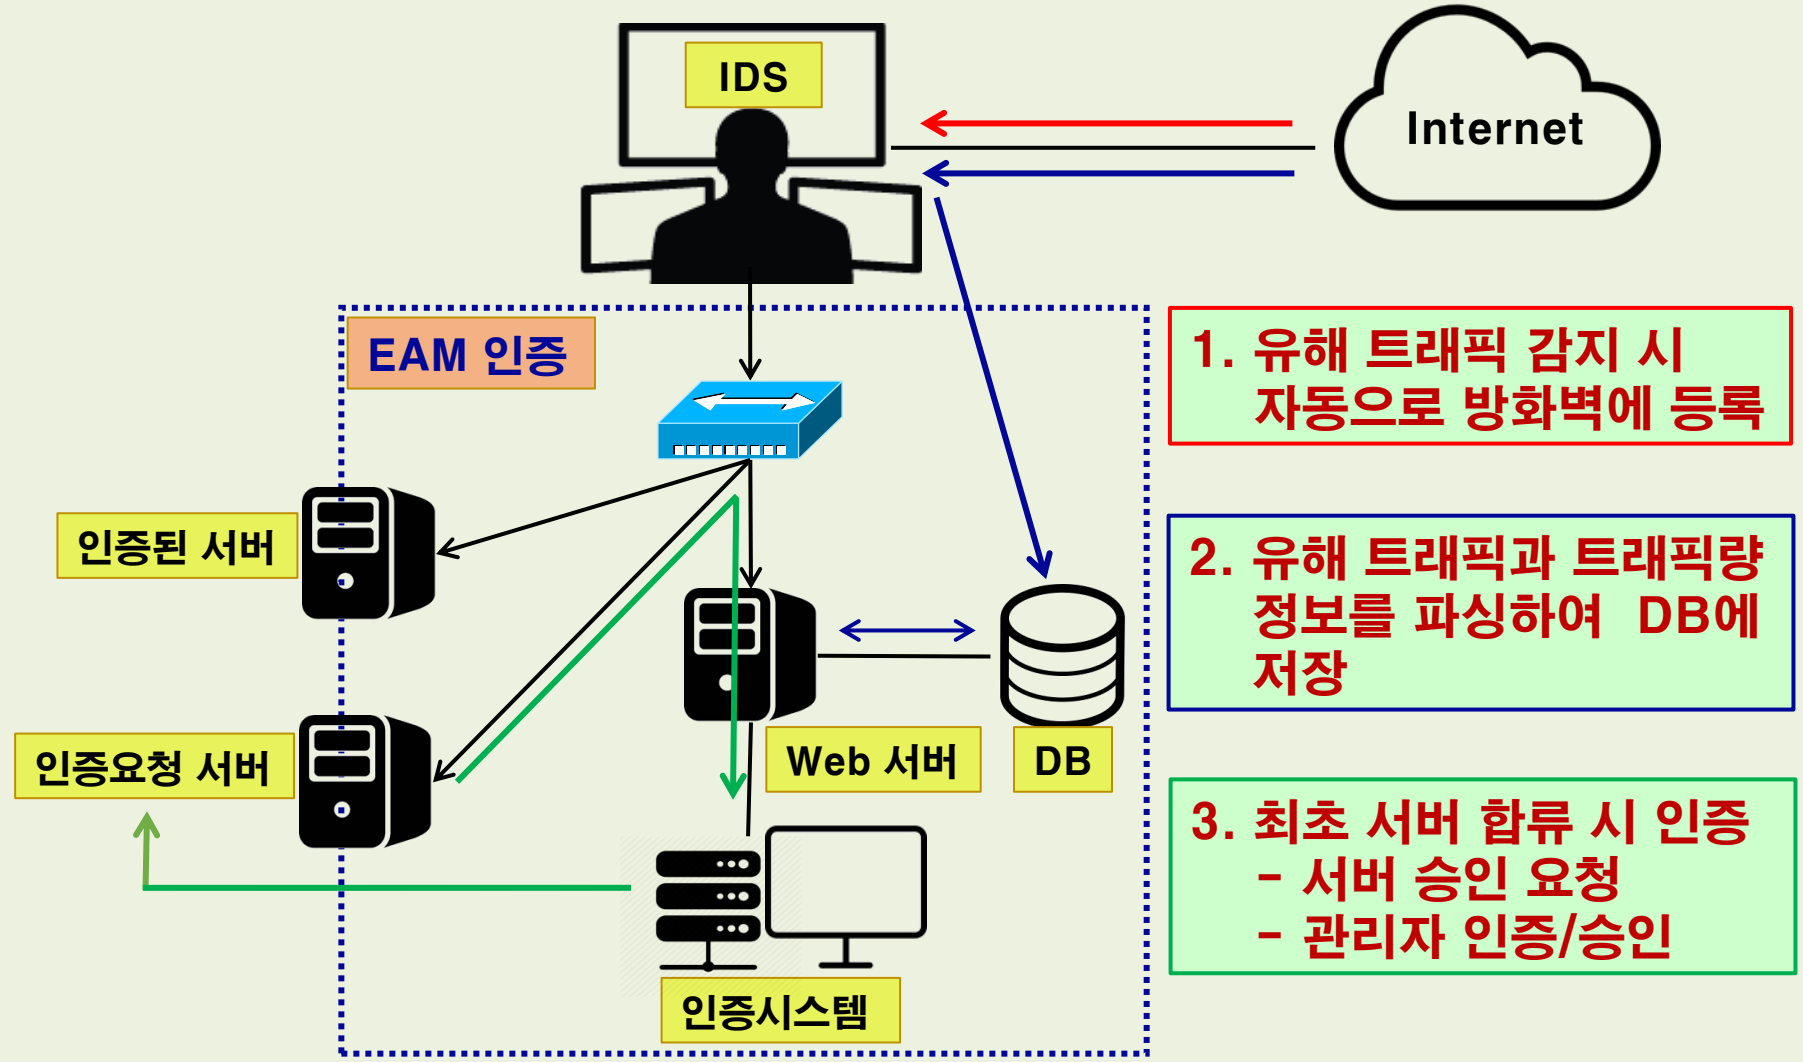 IDS
Internet
EAM 인증
1. 유해 트래픽 감지 시
자동으로 방화벽에 등록
인증된 서버
2. 유해 트래픽과 트래픽량
정보를 파싱하여 DB에
저장
인증요청 서버
Web 서버
DB
3. 최초 서버 합류 시 인증
- 서버 승인 요청
- 관리자 인증/승인
인증시스템